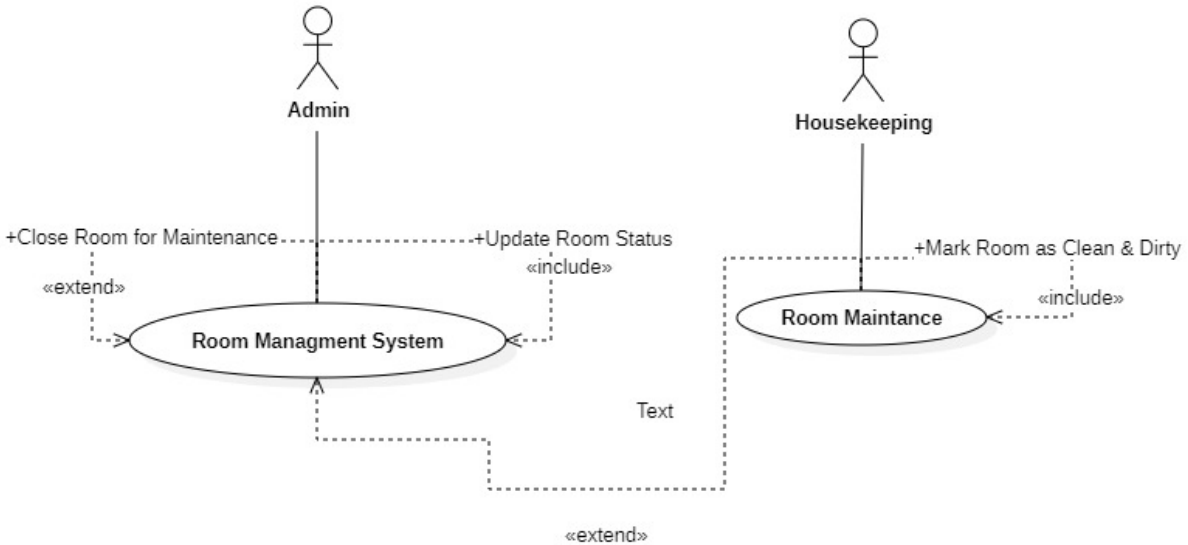 Admin
Housekeeping
+Close Room for Maintenance
+Update Room Status
+Mark Room as Clean & Dirty
«include»
«extend»
«include»
Room Maintance
Room Managment System
Text
«extend»